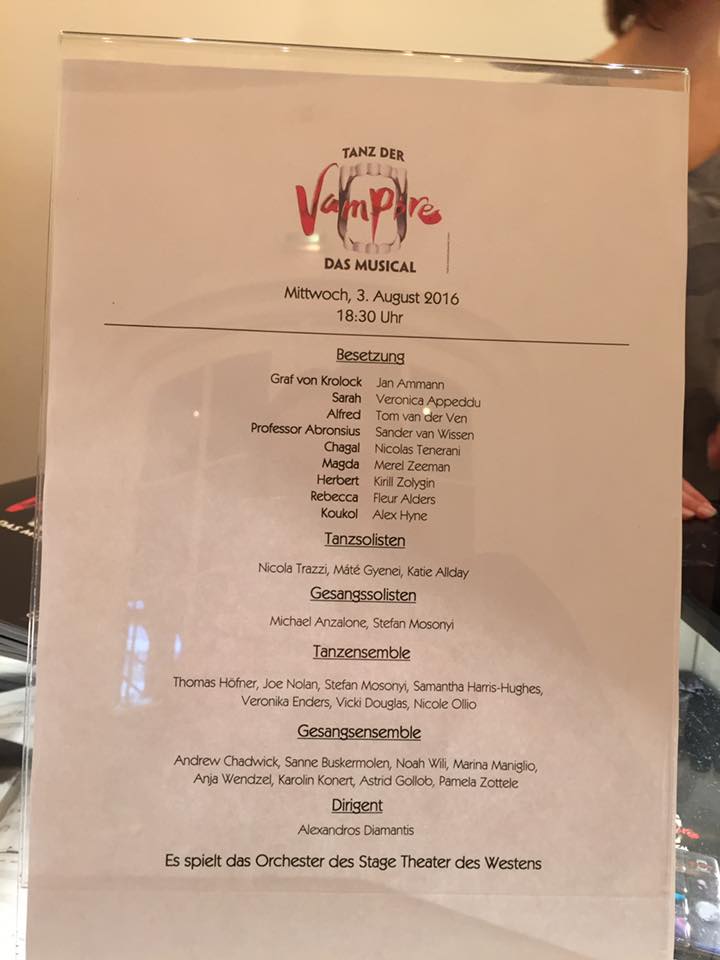 TANZ DER
Vampire
DAS MUSICAL
Mittwoch, 3. August 2016
18:30 Uhr
Besetzung
Graf von Krolock Jan Ammann
Sarah Veronica Appeddu
Alfred Tom van der Ven
Professor Abronsius Sander van Wissen
Chagal Nicolas Tenerani
Magda Merel Zeeman
Herbert Kirill Zolygin
Rebecca Fleur Alders
Koukol Alex Hyne
Tanzsolisten
Nicola Trazzi, Máté Gyenei, Katie Allday
Gesangssolisten
Michael Anzalone, Stefan Mosonyi
Tanzensemble
Thomas Höfner, Joe Nolan, Stefan Mosonyi, Samantha Harris-Hughes,
Veronika Enders, Vicki Douglas, Nicole Ollio
Gesangsensemble
Andrew Chadwick, Sanne Buskermolen, Noah Wili, Marina Maniglio,
Anja Wendzel, Karolin Konert, Astrid Gollob, Pamela Zottele
Dirigent
Alexandros Diamantis
Es spielt das Orchester des Stage Theater des Westens